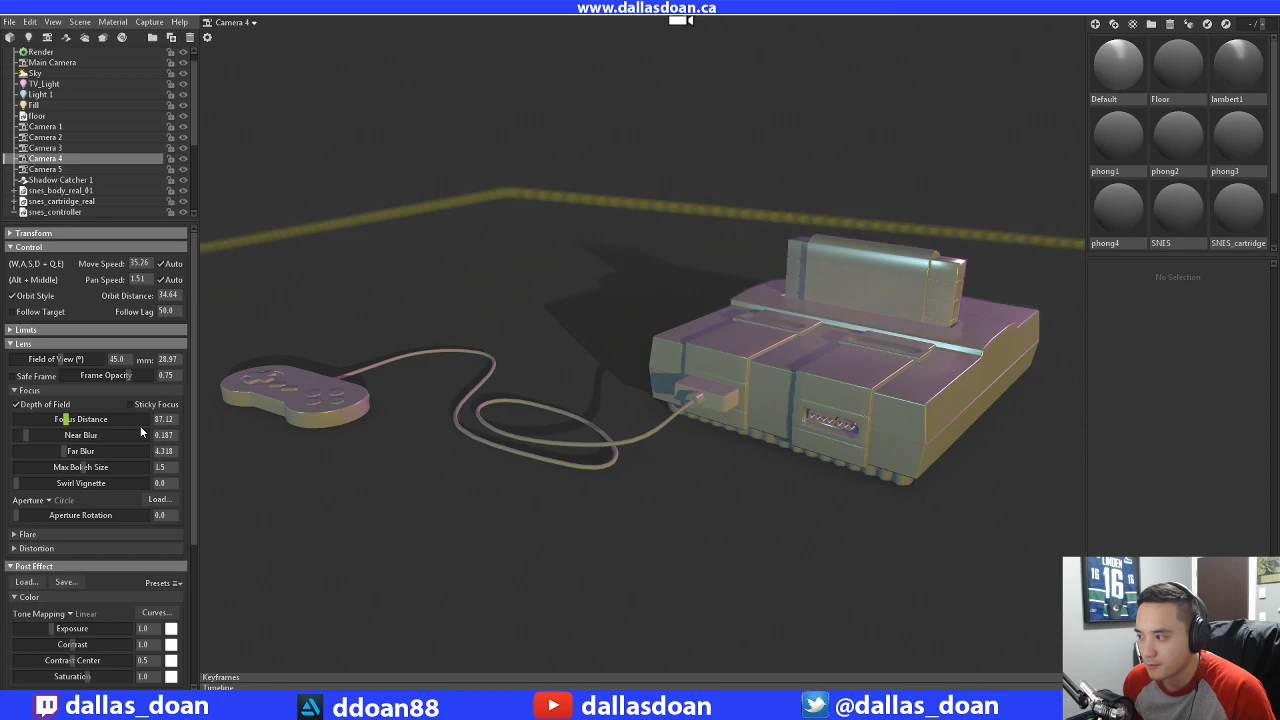 www.dallasdoan.ca
File Edit View Scene Material Capture Help
Camera 4
Render
Main Camera
Sky
TV_Light
Light 1
Fill
floor
Camera 1
Camera 2
Camera 3
Camera 4
Camera 5
Shadow Catcher 1
snes_body_real_01
snes_cartridge_real
snes_controller
Transform
Control
(W,A,S,D + Q,E) Move Speed: 35.26 Auto
(Alt + Middle) Pan Speed: 1.51 Auto
Orbit Style Orbit Distance: 34.64
Follow Target Follow Lag 50.0
Limits
Lens
Field of View (°) 45.0 mm: 28.97
Safe Frame Frame Opacity 0.75
Focus
Depth of Field Sticky Focus
Focus Distance 87.12
Near Blur 0.187
Far Blur 4.318
Max Bokeh Size 1.5
Swirl Vignette 0.0
Aperture Circle Load...
Aperture Rotation 0.0
Flare
Distortion
Post Effect
Load... Save... Presets
Color
Tone Mapping Linear Curves...
Exposure 1.0
Contrast 1.0
Contrast Center 0.5
Saturation 1.0
Default Floor lambert1
phong1 phong2 phong3
phong4 SNES SNES_cartridge
No Selection
LINDEN
16
16 16
Keyframes
Timeline
dallas_doan ddoan88 dallasdoan @dallas_doan